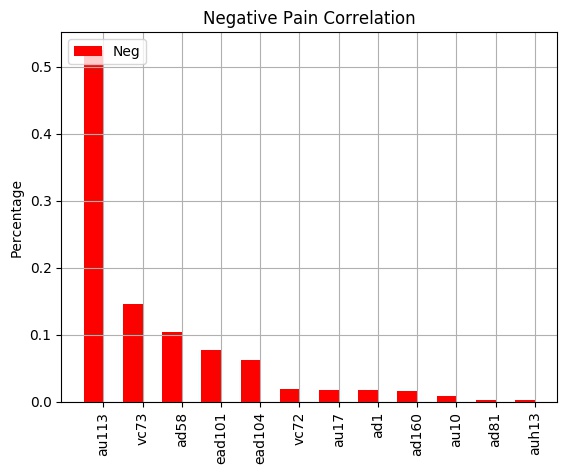 Negative Pain Correlation
Neg
Percentage
0.5
0.4
0.3
0.2
0.1
0.0
au113
vc73
ad58
ead101
ead104
vc72
au17
ad1
ad160
au10
ad81
auh13